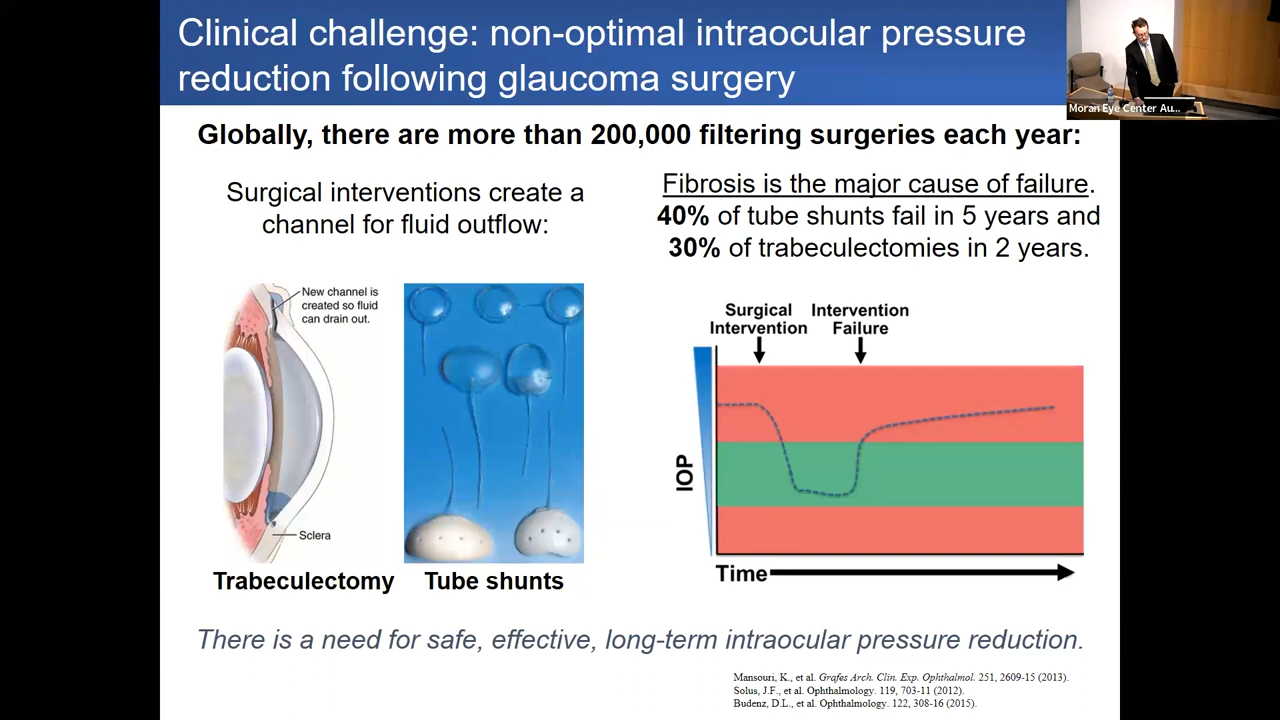 Clinical challenge: non-optimal intraocular pressure
reduction following glaucoma surgery
Moran Eye Center Au...
Globally, there are more than 200,000 filtering surgeries each year:
Surgical interventions create a
channel for fluid outflow:
Fibrosis is the major cause of failure.
40% of tube shunts fail in 5 years and
30% of trabeculectomies in 2 years.
New channel is
created so fluid
can drain out.
Sclera
Trabeculectomy
Tube shunts
Surgical
Intervention
Intervention
Failure
IOP
Time
There is a need for safe, effective, long-term intraocular pressure reduction.
Mansouri, K., et al. Grafes Arch. Clin. Exp. Ophthalmol. 251, 2609-15 (2013).
Solus, J.F., et al. Ophthalmology. 119, 703-11 (2012).
Budenz, D.L., et al. Ophthalmology. 122, 308-16 (2015).